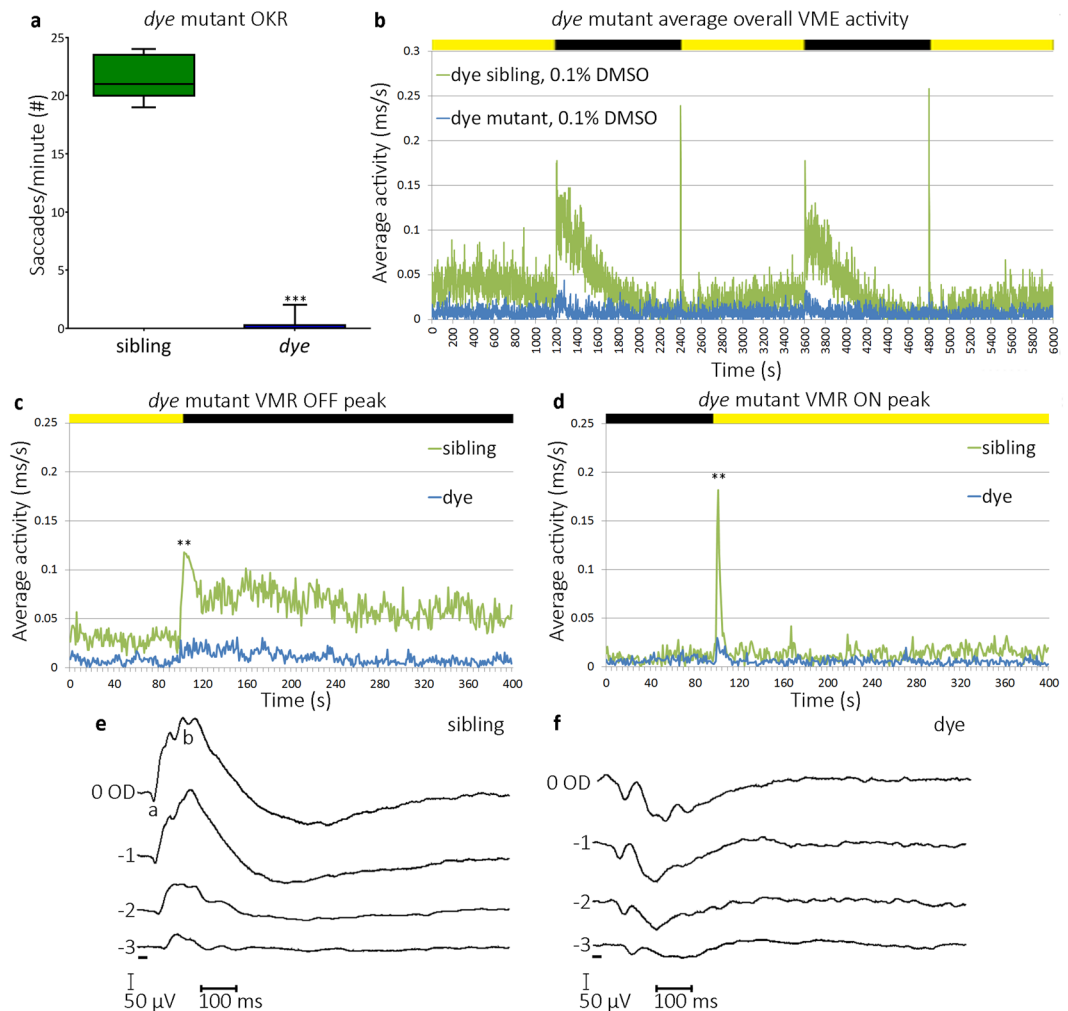 a
dye mutant OKR
Saccades/minute (#)
25
20
15
10
5
0
***
sibling
dye
b
dye mutant average overall VME activity
Average activity (ms/s)
0.3
0.25
0.2
0.15
0.1
0.05
0
dye sibling, 0.1% DMSO
dye mutant, 0.1% DMSO
0 200 400 600 800 1000 1200 1400 1600 1800 2000 2200 2400 2600 2800 3000 3200 3400 3600 3800 4000 4200 4400 4600 4800 5000 5200 5400 5600 5800 6000
Time (s)
c
dye mutant VMR OFF peak
Average activity (ms/s)
0.25
0.2
0.15
0.1
0.05
0
sibling
dye
**
0 40 80 120 160 200 240 280 320 360 400
Time (s)
d
dye mutant VMR ON peak
Average activity (ms/s)
0.25
0.2
0.15
0.1
0.05
0
sibling
dye
**
0 40 80 120 160 200 240 280 320 360 400
Time (s)
e
sibling
b
0 OD
a
-1
-2
-3
50 µV
100 ms
f
dye
0 OD
-1
-2
-3
50 µV
100 ms